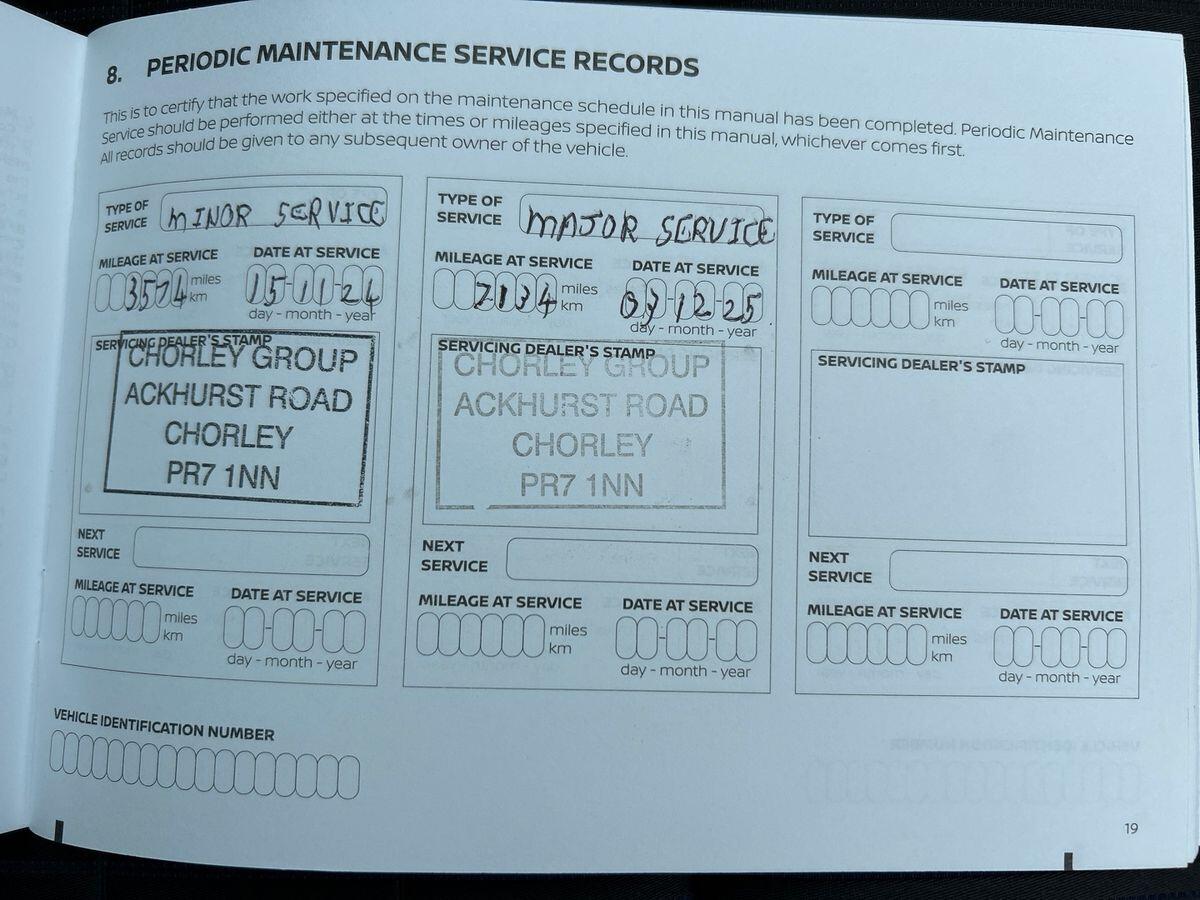 8. PERIODIC MAINTENANCE SERVICE RECORDS
This is to certify that the work specified on the maintenance schedule in this manual has been completed. Periodic Maintenance
Service should be performed either at the times or mileages specified in this manual, whichever comes first.
All records should be given to any subsequent owner of the vehicle.
TYPE OF
SERVICE
MINOR SERVICE
MILEAGE AT SERVICE
DATE AT SERVICE
3574 miles
km
15-11-24
day - month - year
SERVICING DEALER'S STAMP
CHORLEY GROUP
ACKHURST ROAD
CHORLEY
PR7 1NN
NEXT
SERVICE
MILEAGE AT SERVICE
DATE AT SERVICE
miles
km
day - month - year
TYPE OF
SERVICE
MAJOR SERVICE
MILEAGE AT SERVICE
DATE AT SERVICE
7134 miles
km
12-25
day - month - year
SERVICING DEALER'S STAMP
CHORLEY GROUP
ACKHURST ROAD
CHORLEY
PR7 1NN
NEXT
SERVICE
MILEAGE AT SERVICE
DATE AT SERVICE
miles
km
day - month - year
TYPE OF
SERVICE
MILEAGE AT SERVICE
DATE AT SERVICE
miles
km
day - month - year
SERVICING DEALER'S STAMP
NEXT
SERVICE
MILEAGE AT SERVICE
DATE AT SERVICE
miles
km
day - month - year
VEHICLE IDENTIFICATION NUMBER
19